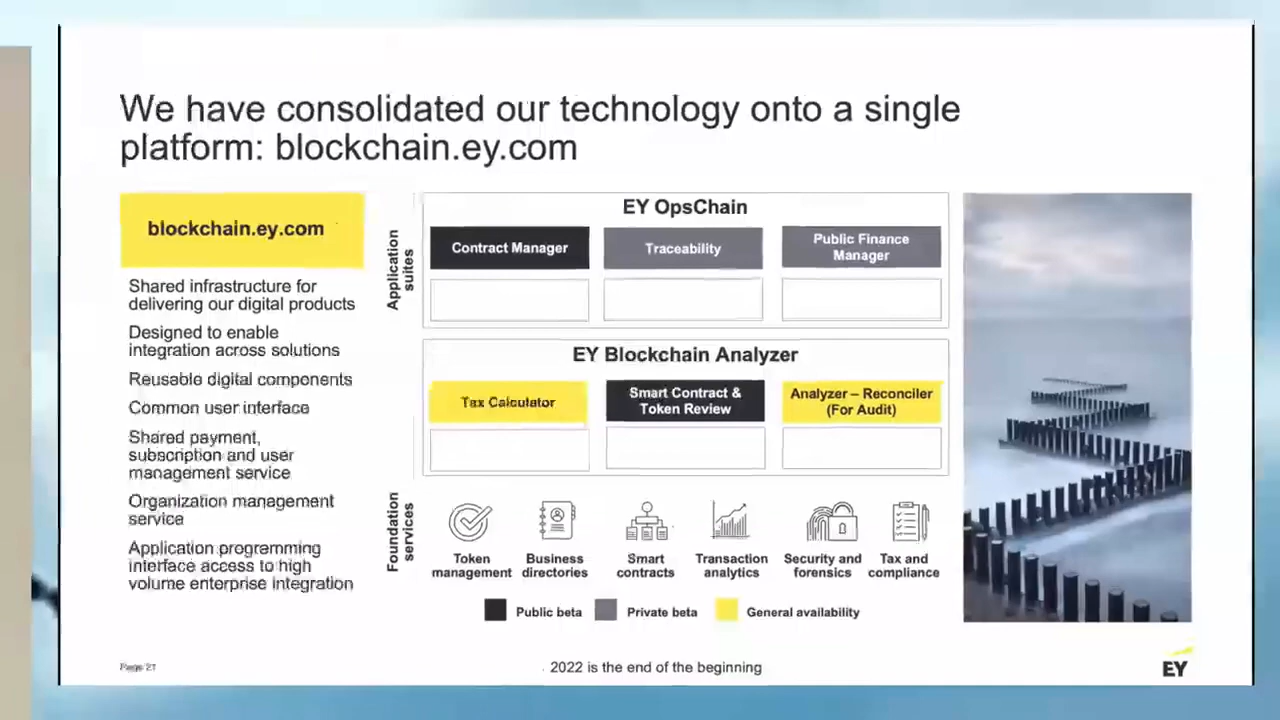 We have consolidated our technology onto a single
platform: blockchain.ey.com
blockchain.ey.com
Shared infrastructure for
delivering our digital products
Designed to enable
integration across solutions
Reusable digital components
Common user interface
Shared payment,
subscription and user
management service
Organization management
service
Application programming
interface access to high
volume enterprise integration
Application
suites
EY OpsChain
Contract Manager
Traceability
Public Finance
Manager
EY Blockchain Analyzer
Tax Calculator
Smart Contract &
Token Review
Analyzer – Reconciler
(For Audit)
Foundation
services
Token
management
Business
directories
Smart
contracts
Transaction
analytics
Security and
forensics
Tax and
compliance
Public beta
Private beta
General availability
Page 21
2022 is the end of the beginning
EY